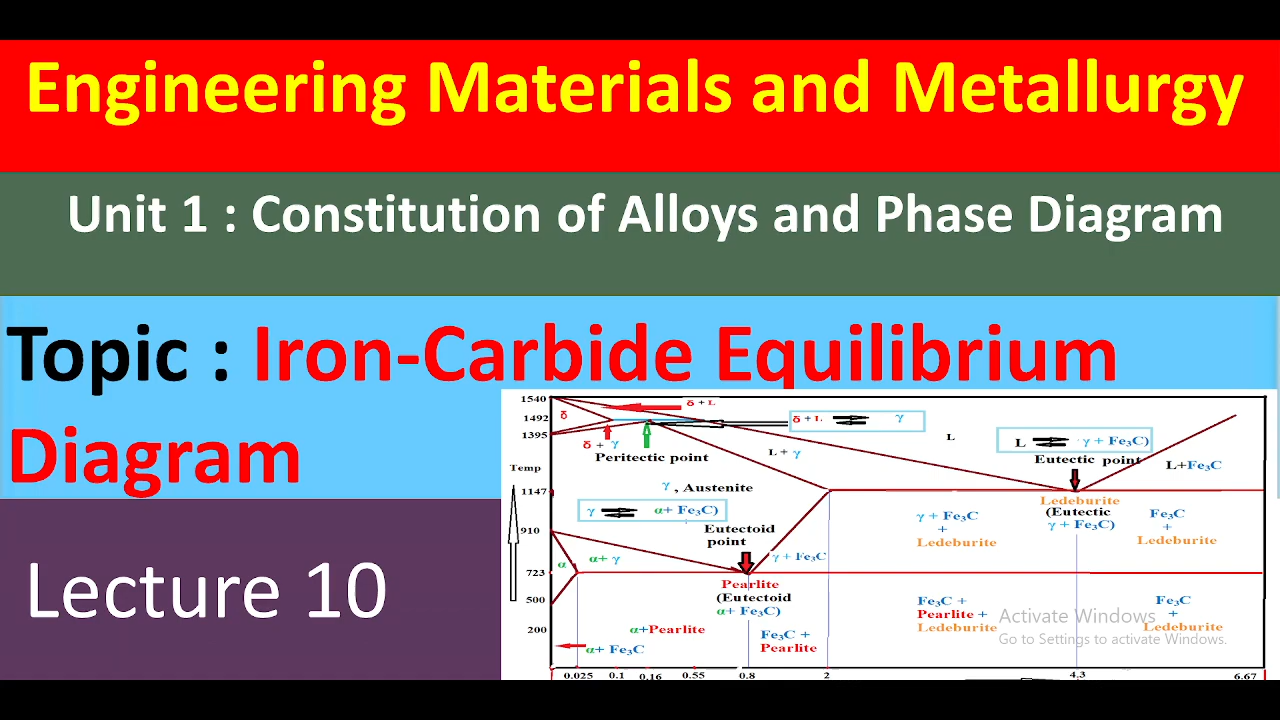 Engineering Materials and Metallurgy
Unit 1 : Constitution of Alloys and Phase Diagram
Topic : Iron-Carbide Equilibrium
Diagram
Lecture 10
1540
δ + L
δ
1492
δ + L ⇌ γ
1395
δ + γ
L
L ⇌ γ + Fe₃C)
L + γ
Peritectic point
Eutectic point
L+Fe₃C
Temp
γ , Austenite
1147
Ledeburite
(Eutectic
γ + Fe₃C)
γ ⇌ α+ Fe₃C)
γ + Fe₃C
+
Ledeburite
Fe₃C
+
Ledeburite
910
Eutectoid
point
α
α+ γ
γ + Fe₃C
723
Pearlite
(Eutectoid
α+ Fe₃C)
500
Fe₃C +
Pearlite +
Ledeburite
Fe₃C
+
Ledeburite
Activate Windows
Go to Settings to activate Windows.
200
α+Pearlite
Fe₃C +
Pearlite
α+ Fe₃C
0.025 0.1 0.16 0.55 0.8 2 4.3 6.67